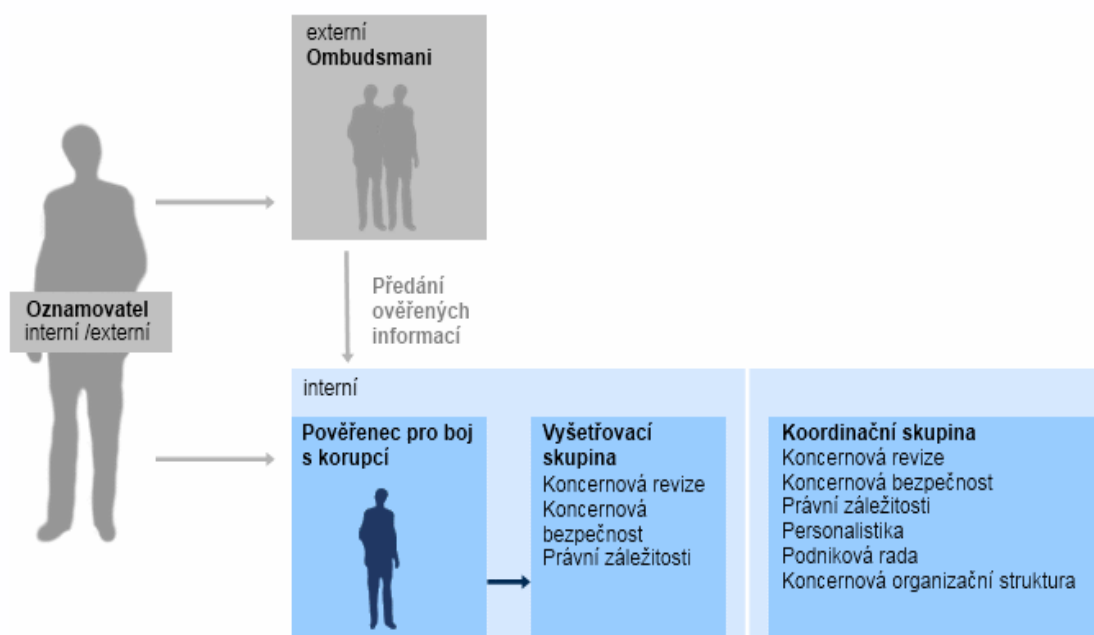 externí
Ombudsmani
Oznamovatel
interní /externí
Předání
ověřených
informací
interní
Pověřenec pro boj
s korupcí
Vyšetřovací
skupina
Koncernová revize
Koncernová
bezpečnost
Právní záležitosti
Koordinační skupina
Koncernová revize
Koncernová bezpečnost
Právní záležitosti
Personalistika
Podniková rada
Koncernová organizační struktura